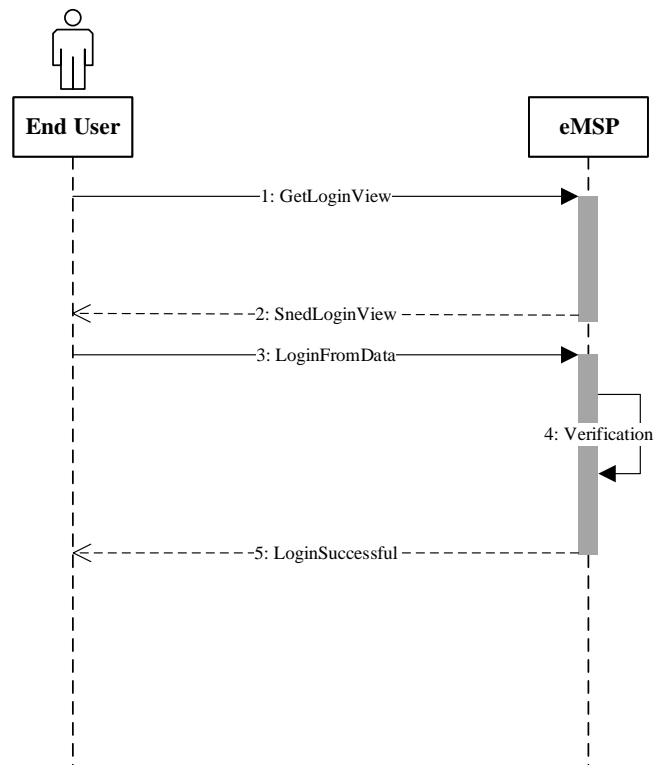 End User
eMSP
1: GetLoginView
2: SnedLoginView
3: LoginFromData
4: Verification
5: LoginSuccessful